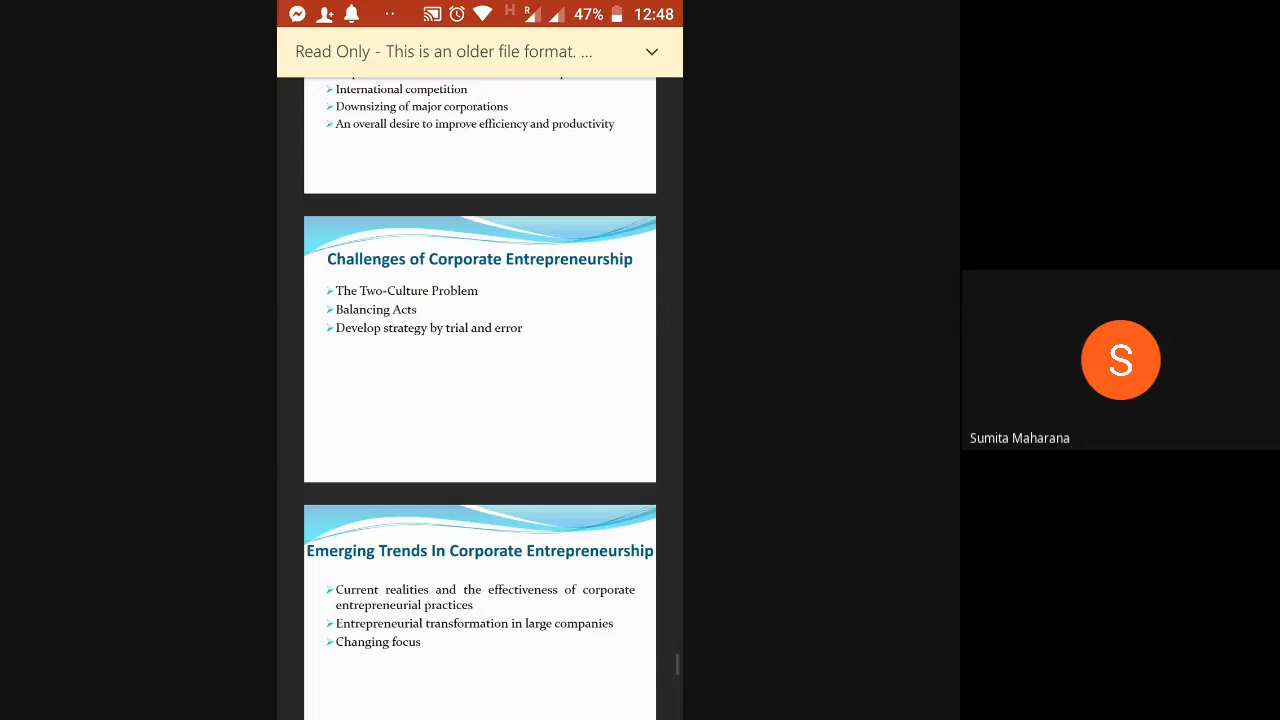 H R 47% 12:48
Read Only - This is an older file format. ...
International competition
Downsizing of major corporations
An overall desire to improve efficiency and productivity
Challenges of Corporate Entrepreneurship
The Two-Culture Problem
Balancing Acts
Develop strategy by trial and error
S
Sumita Maharana
Emerging Trends In Corporate Entrepreneurship
Current realities and the effectiveness of corporate
entrepreneurial practices
Entrepreneurial transformation in large companies
Changing focus